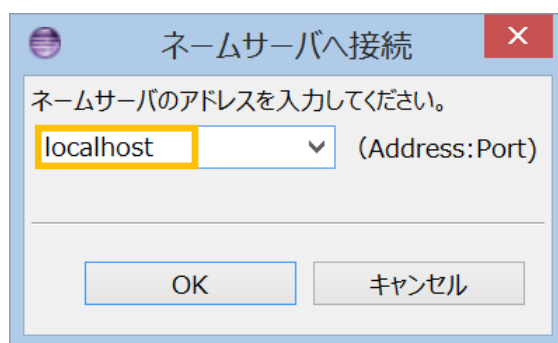 ネームサーバへ接続
ネームサーバのアドレスを入力してください。
localhost (Address:Port)
OK キャンセル